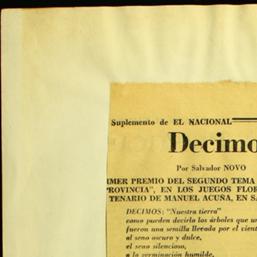 Suplemento de EL NACIONAL
Decimo
Por Salvador NOVO
IMER PREMIO DEL SEGUNDO TEMA
PROVINCIA", EN LOS JUEGOS FLOR
TENARIO DE MANUEL ACUÑA, EN S
DECIMOS: "Nuestra tierra"
como pueden decirlo los árboles que u
fueron una semilla llevada por el vient
al seno oscuro y dulce,
el seno silencioso,
a la germinación humilde,